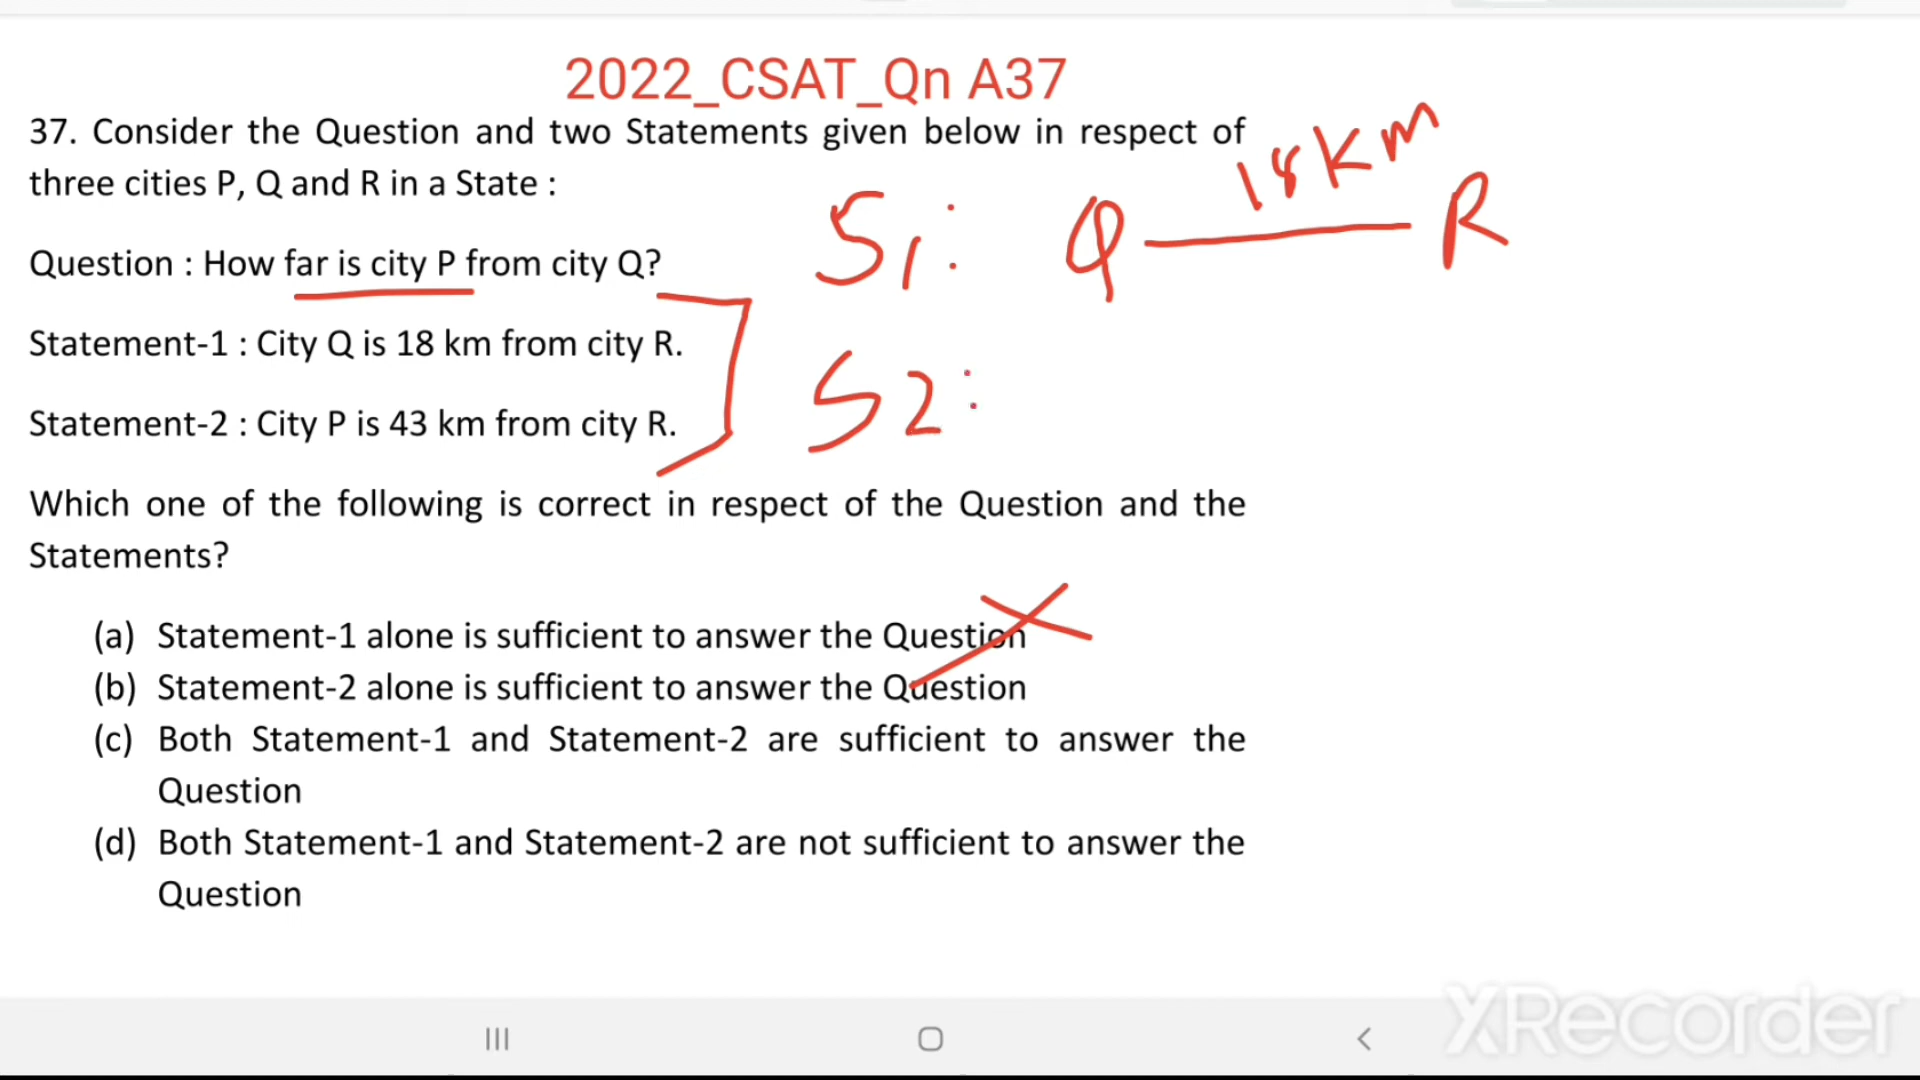 2022_CSAT_Qn A37
37. Consider the Question and two Statements given below in respect of
three cities P, Q and R in a State :
Question : How far is city P from city Q?
Statement-1 : City Q is 18 km from city R.
Statement-2 : City P is 43 km from city R.
S1: Q 18 Km R
S2:
Which one of the following is correct in respect of the Question and the
Statements?
(a) Statement-1 alone is sufficient to answer the Question
(b) Statement-2 alone is sufficient to answer the Question
(c) Both Statement-1 and Statement-2 are sufficient to answer the
Question
(d) Both Statement-1 and Statement-2 are not sufficient to answer the
Question
XRecorder